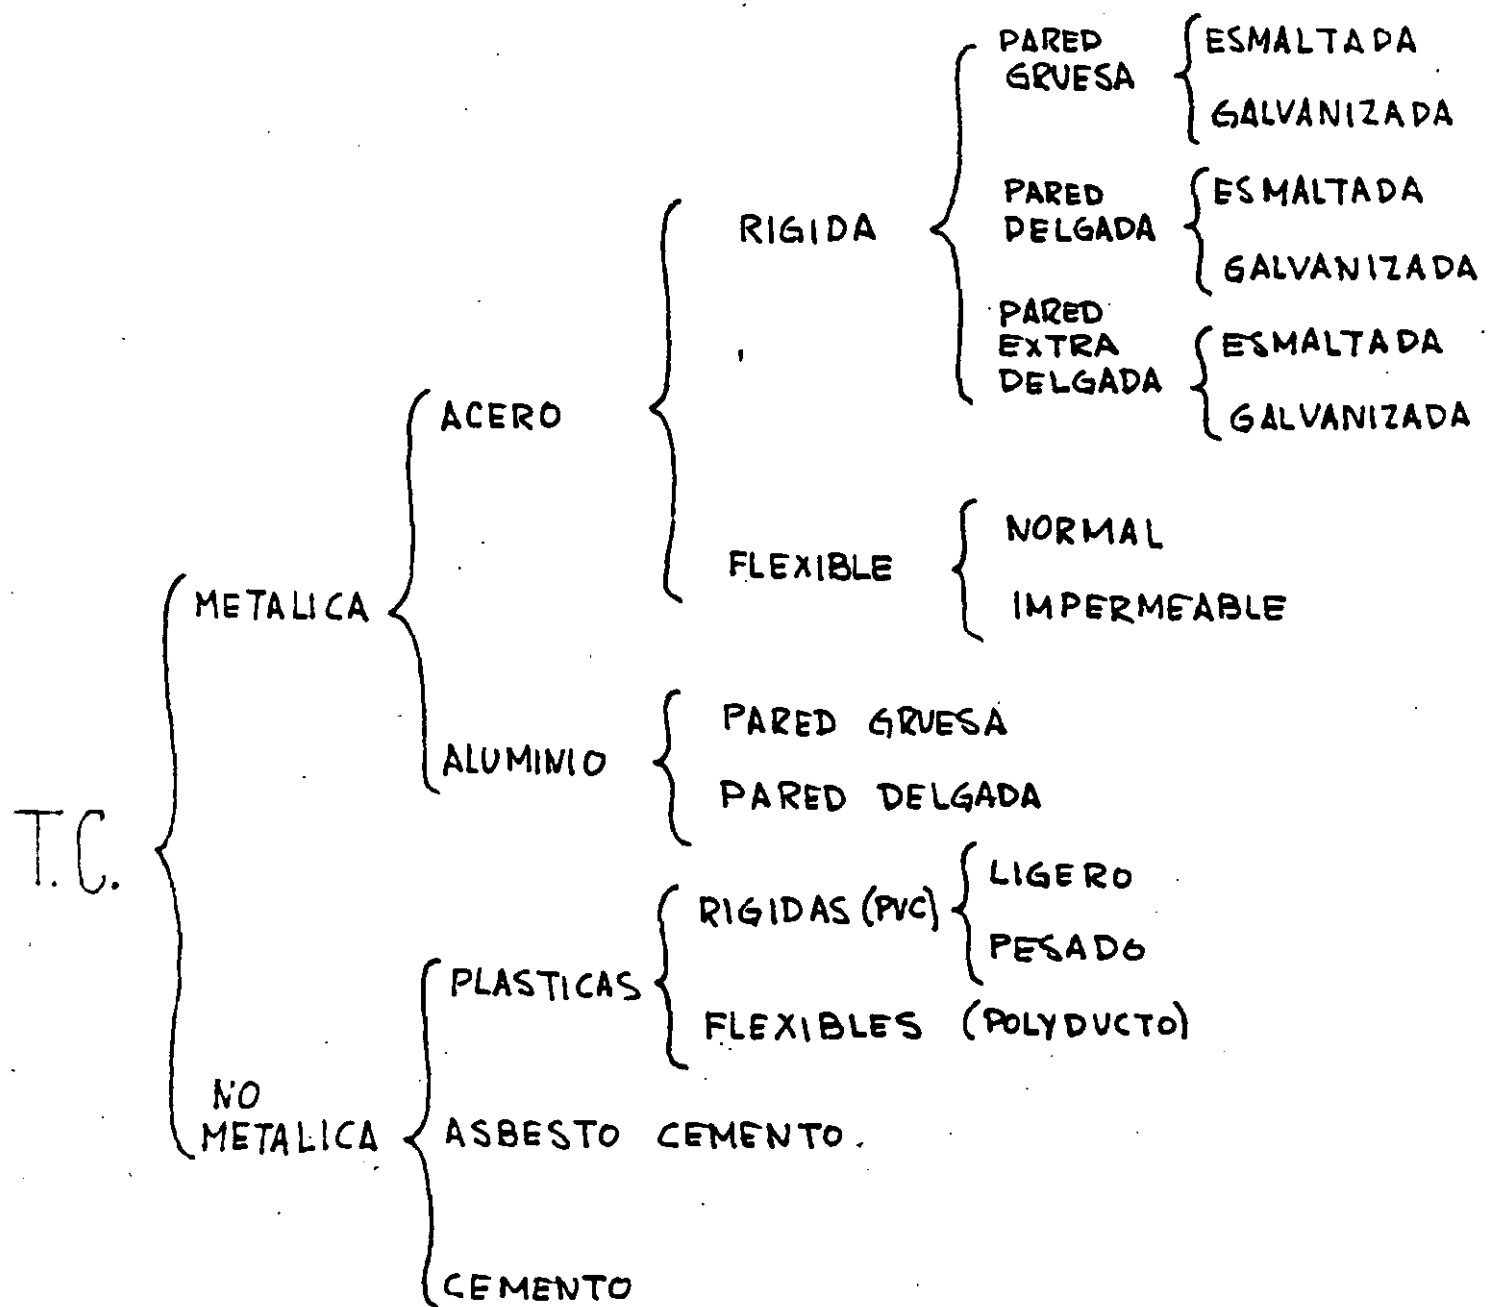 T.C.
METALICA
ACERO
RIGIDA
PARED
GRUESA
ESMALTADA
GALVANIZADA
PARED
DELGADA
ESMALTADA
GALVANIZADA
PARED
EXTRA
DELGADA
ESMALTADA
GALVANIZADA
FLEXIBLE
NORMAL
IMPERMEABLE
ALUMINIO
PARED GRUESA
PARED DELGADA
NO
METALICA
PLASTICAS
RIGIDAS (PVC)
LIGERO
PESADO
FLEXIBLES (POLYDUCTO)
ASBESTO CEMENTO.
CEMENTO